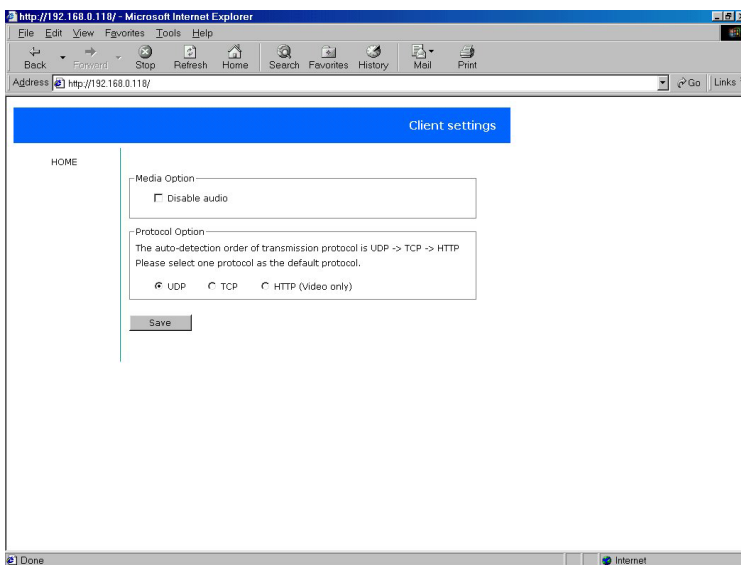 http://192.168.0.118/ - Microsoft Internet Explorer
File Edit View Favorites Tools Help
Back Forward Stop Refresh Home Search Favorites History Mail Print
Address http://192.168.0.118/ Go Links
Client settings
HOME
Media Option
Disable audio
Protocol Option
The auto-detection order of transmission protocol is UDP -> TCP -> HTTP
Please select one protocol as the default protocol.
UDP TCP HTTP (Video only)
Save
Done Internet